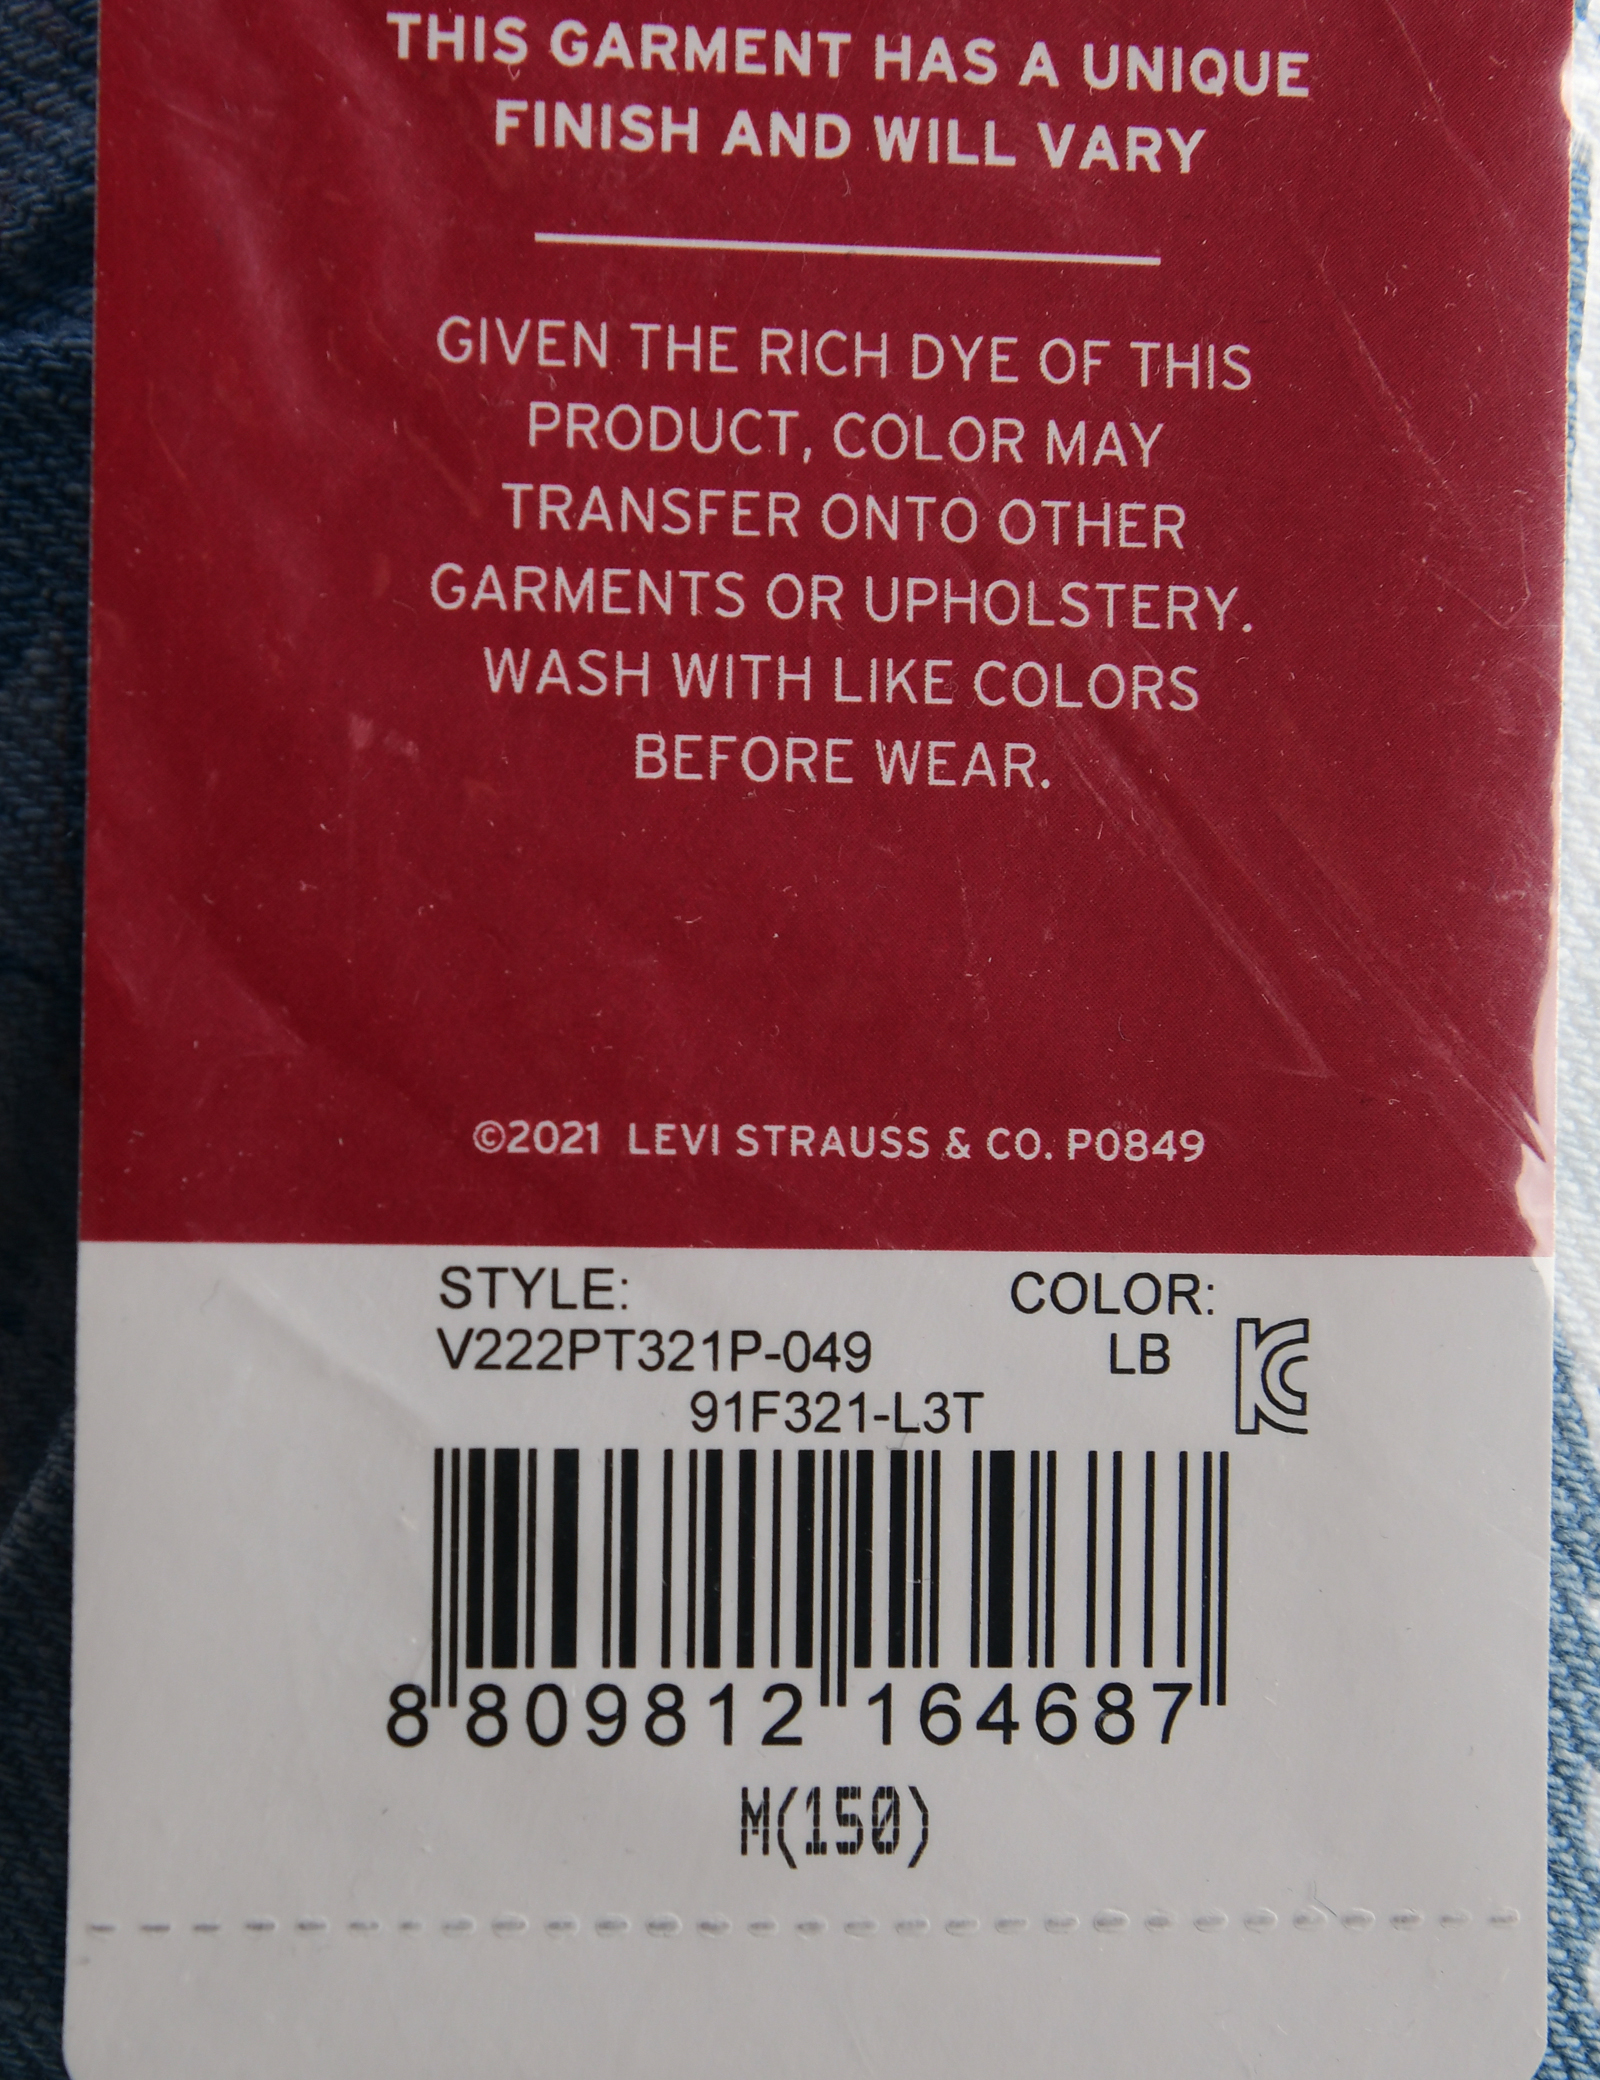 THIS GARMENT HAS A UNIQUE
FINISH AND WILL VARY
GIVEN THE RICH DYE OF THIS
PRODUCT, COLOR MAY
TRANSFER ONTO OTHER
GARMENTS OR UPHOLSTERY.
WASH WITH LIKE COLORS
BEFORE WEAR.
©2021 LEVI STRAUSS & CO. P0849
STYLE: COLOR:
V222PT321P-049 LB
91F321-L3T
8 809812 164687
M(150)